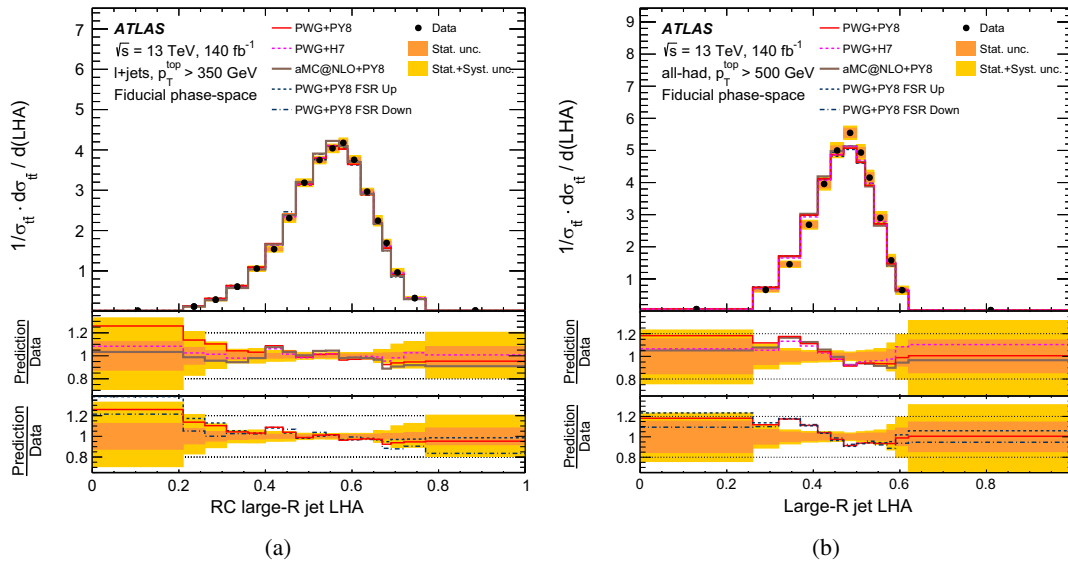 ATLAS
√s = 13 TeV, 140 fb⁻¹
l+jets, p_T^top > 350 GeV
Fiducial phase-space
PWG+PY8
PWG+H7
aMC@NLO+PY8
PWG+PY8 FSR Up
PWG+PY8 FSR Down
Data
Stat. unc.
Stat.+Syst. unc.
1/σ_tt̄ · dσ_tt̄ / d(LHA)
7
6
5
4
3
2
1
Prediction
Data
1.2
1
0.8
Prediction
Data
1.2
1
0.8
0 0.2 0.4 0.6 0.8 1
RC large-R jet LHA
(a)
ATLAS
√s = 13 TeV, 140 fb⁻¹
all-had, p_T^top > 500 GeV
Fiducial phase-space
PWG+PY8
PWG+H7
aMC@NLO+PY8
PWG+PY8 FSR Up
PWG+PY8 FSR Down
Data
Stat. unc.
Stat.+Syst. unc.
1/σ_tt̄ · dσ_tt̄ / d(LHA)
9
8
7
6
5
4
3
2
1
Prediction
Data
1.2
1
0.8
Prediction
Data
1.2
1
0.8
0 0.2 0.4 0.6 0.8
Large-R jet LHA
(b)